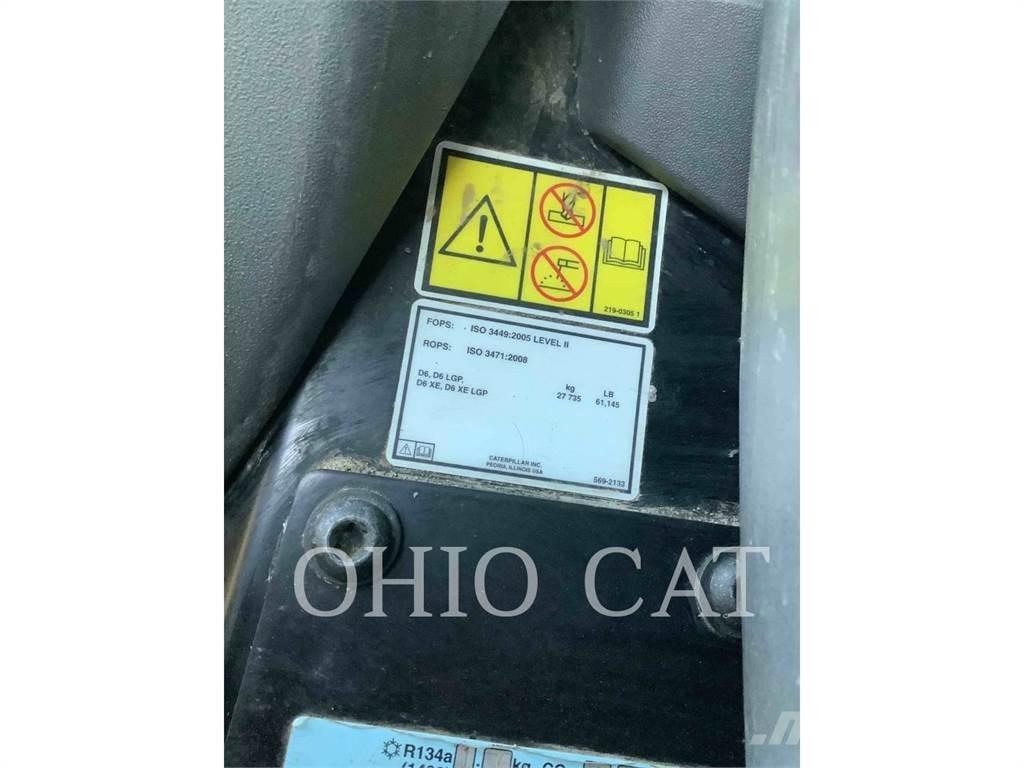 219-0305 1
FOPS: ISO 3449:2005 LEVEL II
ROPS: ISO 3471:2008
kg LB
D6, D6 LGP,
D6 XE, D6 XE LGP 27 735 61,145
CATERPILLAR INC.
PEORIA, ILLINOIS USA
569-2133
OHIO CAT
R134a kg